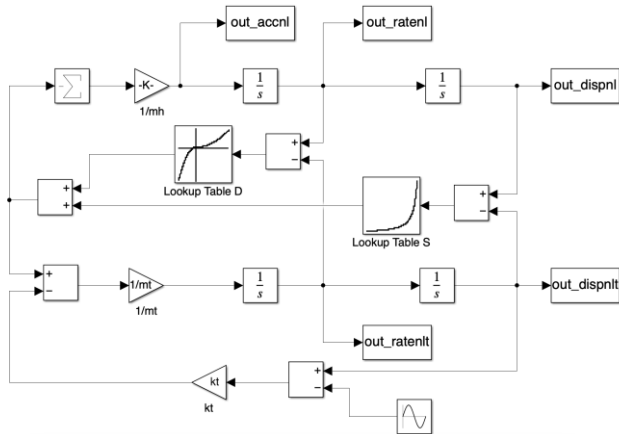 out_accnl
out_ratenl
-K-
1/mh
1
s
1
s
out_dispnl
+
−
Lookup Table D
+
+
+
−
Lookup Table S
+
−
1/mt
1/mt
1
s
1
s
out_dispnlt
out_ratenlt
kt
kt
+
−